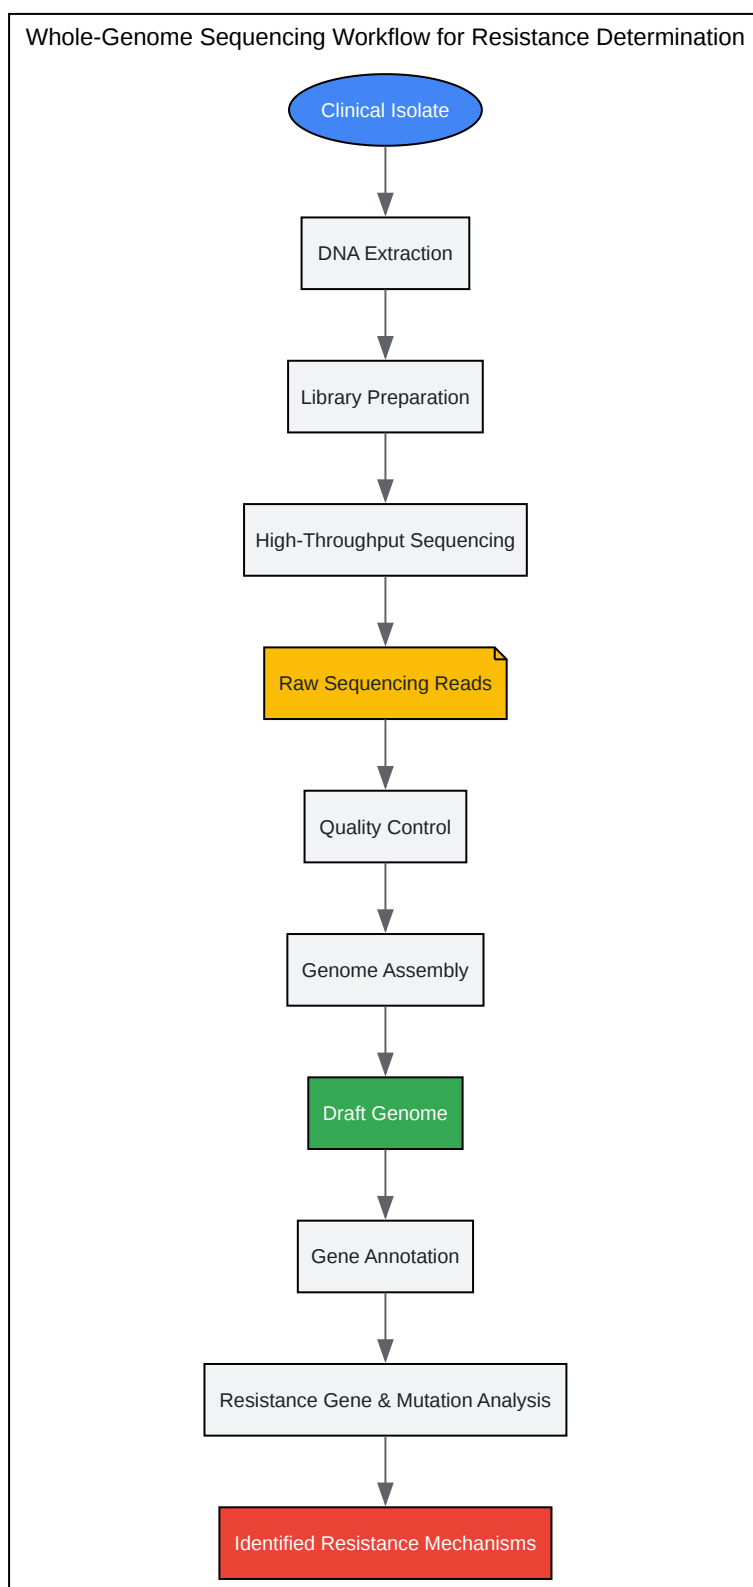 Whole-Genome Sequencing Workflow for Resistance Determination
Clinical Isolate
DNA Extraction
Library Preparation
High-Throughput Sequencing
Raw Sequencing Reads
Quality Control
Genome Assembly
Draft Genome
Gene Annotation
Resistance Gene & Mutation Analysis
Identified Resistance Mechanisms